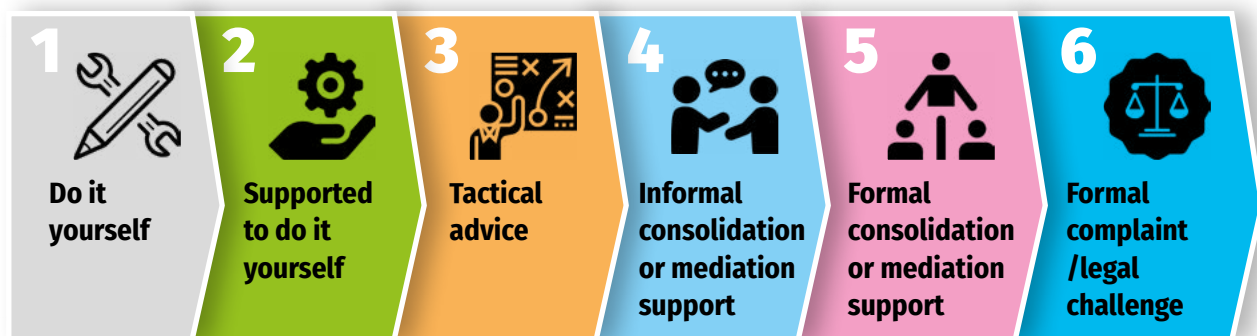 1
Do it
yourself
2
Supported
to do it
yourself
3
Tactical
advice
4
Informal
consolidation
or mediation
support
5
Formal
consolidation
or mediation
support
6
Formal
complaint
/legal
challenge